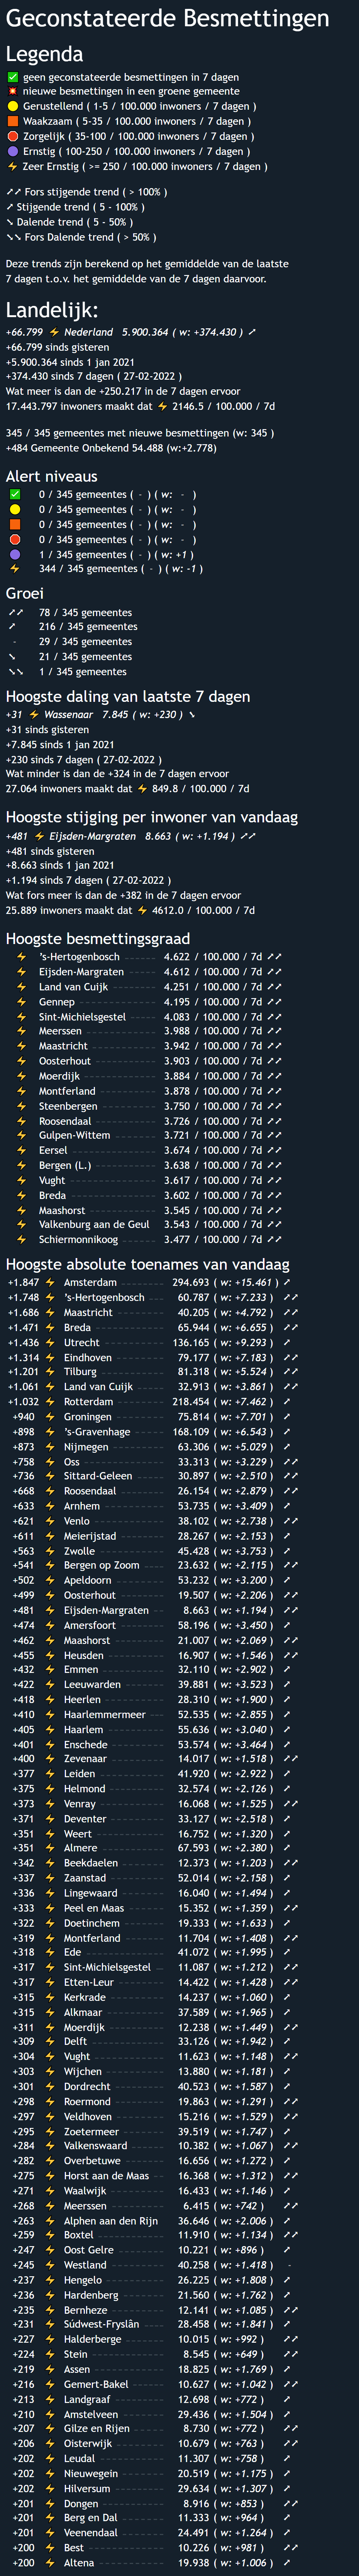 Geconstateerde Besmettingen
Legenda
✅ geen geconstateerde besmettingen in 7 dagen
💥 nieuwe besmettingen in een groene gemeente
🟡 Gerustellend ( 1-5 / 100.000 inwoners / 7 dagen )
🟧 Waakzaam ( 5-35 / 100.000 inwoners / 7 dagen )
🔴 Zorgelijk ( 35-100 / 100.000 inwoners / 7 dagen )
🟣 Ernstig ( 100-250 / 100.000 inwoners / 7 dagen )
⚡ Zeer Ernstig ( >= 250 / 100.000 inwoners / 7 dagen )
⤤⤤ Fors stijgende trend ( > 100% )
⤤ Stijgende trend ( 5 - 100% )
⤥ Dalende trend ( 5 - 50% )
⤥⤥ Fors Dalende trend ( > 50% )
Deze trends zijn berekend op het gemiddelde van de laatste
7 dagen t.o.v. het gemiddelde van de 7 dagen daarvoor.
Landelijk:
+66.799 ⚡ Nederland 5.900.364 ( w: +374.430 ) ⤤
+66.799 sinds gisteren
+5.900.364 sinds 1 jan 2021
+374.430 sinds 7 dagen ( 27-02-2022 )
Wat meer is dan de +250.217 in de 7 dagen ervoor
17.443.797 inwoners maakt dat ⚡ 2146.5 / 100.000 / 7d
345 / 345 gemeentes met nieuwe besmettingen (w: 345 )
+484 Gemeente Onbekend 54.488 (w:+2.778)
Alert niveaus
✅ 0 / 345 gemeentes ( - ) ( w: - )
🟡 0 / 345 gemeentes ( - ) ( w: - )
🟧 0 / 345 gemeentes ( - ) ( w: - )
🔴 0 / 345 gemeentes ( - ) ( w: - )
🟣 1 / 345 gemeentes ( - ) ( w: +1 )
⚡ 344 / 345 gemeentes ( - ) ( w: -1 )
Groei
⤤⤤ 78 / 345 gemeentes
⤤ 216 / 345 gemeentes
- 29 / 345 gemeentes
⤥ 21 / 345 gemeentes
⤥⤥ 1 / 345 gemeentes
Hoogste daling van laatste 7 dagen
+31 ⚡ Wassenaar 7.845 ( w: +230 ) ⤥
+31 sinds gisteren
+7.845 sinds 1 jan 2021
+230 sinds 7 dagen ( 27-02-2022 )
Wat minder is dan de +324 in de 7 dagen ervoor
27.064 inwoners maakt dat ⚡ 849.8 / 100.000 / 7d
Hoogste stijging per inwoner van vandaag
+481 ⚡ Eijsden-Margraten 8.663 ( w: +1.194 ) ⤤⤤
+481 sinds gisteren
+8.663 sinds 1 jan 2021
+1.194 sinds 7 dagen ( 27-02-2022 )
Wat fors meer is dan de +382 in de 7 dagen ervoor
25.889 inwoners maakt dat ⚡ 4612.0 / 100.000 / 7d
Hoogste besmettingsgraad
⚡ 's-Hertogenbosch 4.622 / 100.000 / 7d ⤤⤤
⚡ Eijsden-Margraten 4.612 / 100.000 / 7d ⤤⤤
⚡ Land van Cuijk 4.251 / 100.000 / 7d ⤤⤤
⚡ Gennep 4.195 / 100.000 / 7d ⤤⤤
⚡ Sint-Michielsgestel 4.083 / 100.000 / 7d ⤤⤤
⚡ Meerssen 3.988 / 100.000 / 7d ⤤⤤
⚡ Maastricht 3.942 / 100.000 / 7d ⤤⤤
⚡ Oosterhout 3.903 / 100.000 / 7d ⤤⤤
⚡ Moerdijk 3.884 / 100.000 / 7d ⤤⤤
⚡ Montferland 3.878 / 100.000 / 7d ⤤⤤
⚡ Steenbergen 3.750 / 100.000 / 7d ⤤⤤
⚡ Roosendaal 3.726 / 100.000 / 7d ⤤⤤
⚡ Gulpen-Wittem 3.721 / 100.000 / 7d ⤤⤤
⚡ Eersel 3.674 / 100.000 / 7d ⤤⤤
⚡ Bergen (L.) 3.638 / 100.000 / 7d ⤤⤤
⚡ Vught 3.617 / 100.000 / 7d ⤤⤤
⚡ Breda 3.602 / 100.000 / 7d ⤤⤤
⚡ Maashorst 3.545 / 100.000 / 7d ⤤⤤
⚡ Valkenburg aan de Geul 3.543 / 100.000 / 7d ⤤⤤
⚡ Schiermonnikoog 3.477 / 100.000 / 7d ⤤⤤
Hoogste absolute toenames van vandaag
+1.847 ⚡ Amsterdam 294.693 ( w: +15.461 ) ⤤
+1.748 ⚡ 's-Hertogenbosch 60.787 ( w: +7.233 ) ⤤⤤
+1.686 ⚡ Maastricht 40.205 ( w: +4.792 ) ⤤⤤
+1.471 ⚡ Breda 65.944 ( w: +6.655 ) ⤤⤤
+1.436 ⚡ Utrecht 136.165 ( w: +9.293 ) ⤤
+1.314 ⚡ Eindhoven 79.177 ( w: +7.183 ) ⤤⤤
+1.201 ⚡ Tilburg 81.318 ( w: +5.524 ) ⤤⤤
+1.061 ⚡ Land van Cuijk 32.913 ( w: +3.861 ) ⤤⤤
+1.032 ⚡ Rotterdam 218.454 ( w: +7.462 ) ⤤
+940 ⚡ Groningen 75.814 ( w: +7.701 ) ⤤
+898 ⚡ 's-Gravenhage 168.109 ( w: +6.543 ) ⤤
+873 ⚡ Nijmegen 63.306 ( w: +5.029 ) ⤤
+758 ⚡ Oss 33.313 ( w: +3.229 ) ⤤⤤
+736 ⚡ Sittard-Geleen 30.897 ( w: +2.510 ) ⤤⤤
+668 ⚡ Roosendaal 26.154 ( w: +2.879 ) ⤤⤤
+633 ⚡ Arnhem 53.735 ( w: +3.409 ) ⤤
+621 ⚡ Venlo 38.102 ( w: +2.738 ) ⤤⤤
+611 ⚡ Meierijstad 28.267 ( w: +2.153 ) ⤤
+563 ⚡ Zwolle 45.428 ( w: +3.753 ) ⤤
+541 ⚡ Bergen op Zoom 23.632 ( w: +2.115 ) ⤤⤤
+502 ⚡ Apeldoorn 53.232 ( w: +3.200 ) ⤤
+499 ⚡ Oosterhout 19.507 ( w: +2.206 ) ⤤⤤
+481 ⚡ Eijsden-Margraten 8.663 ( w: +1.194 ) ⤤⤤
+474 ⚡ Amersfoort 58.196 ( w: +3.450 ) ⤤
+462 ⚡ Maashorst 21.007 ( w: +2.069 ) ⤤⤤
+455 ⚡ Heusden 16.907 ( w: +1.546 ) ⤤⤤
+432 ⚡ Emmen 32.110 ( w: +2.902 ) ⤤
+422 ⚡ Leeuwarden 39.881 ( w: +3.523 ) ⤤
+418 ⚡ Heerlen 28.310 ( w: +1.900 ) ⤤
+410 ⚡ Haarlemmermeer 52.535 ( w: +2.855 ) ⤤
+405 ⚡ Haarlem 55.636 ( w: +3.040 ) ⤤
+401 ⚡ Enschede 53.574 ( w: +3.464 ) ⤤
+400 ⚡ Zevenaar 14.017 ( w: +1.518 ) ⤤⤤
+377 ⚡ Leiden 41.920 ( w: +2.922 ) ⤤
+375 ⚡ Helmond 32.574 ( w: +2.126 ) ⤤
+373 ⚡ Venray 16.068 ( w: +1.525 ) ⤤⤤
+371 ⚡ Deventer 33.127 ( w: +2.518 ) ⤤
+351 ⚡ Weert 16.752 ( w: +1.320 ) ⤤
+351 ⚡ Almere 67.593 ( w: +2.380 ) ⤤
+342 ⚡ Beekdaelen 12.373 ( w: +1.203 ) ⤤⤤
+337 ⚡ Zaanstad 52.014 ( w: +2.158 ) ⤤
+336 ⚡ Lingewaard 16.040 ( w: +1.494 ) ⤤
+333 ⚡ Peel en Maas 15.352 ( w: +1.359 ) ⤤⤤
+322 ⚡ Doetinchem 19.333 ( w: +1.633 ) ⤤
+319 ⚡ Montferland 11.704 ( w: +1.408 ) ⤤⤤
+318 ⚡ Ede 41.072 ( w: +1.995 ) ⤤
+317 ⚡ Sint-Michielsgestel 11.087 ( w: +1.212 ) ⤤⤤
+317 ⚡ Etten-Leur 14.422 ( w: +1.428 ) ⤤⤤
+315 ⚡ Kerkrade 14.237 ( w: +1.060 ) ⤤
+315 ⚡ Alkmaar 37.589 ( w: +1.965 ) ⤤
+311 ⚡ Moerdijk 12.238 ( w: +1.449 ) ⤤⤤
+309 ⚡ Delft 33.126 ( w: +1.942 ) ⤤
+304 ⚡ Vught 11.623 ( w: +1.148 ) ⤤⤤
+303 ⚡ Wijchen 13.880 ( w: +1.181 ) ⤤
+301 ⚡ Dordrecht 40.523 ( w: +1.587 ) ⤤
+298 ⚡ Roermond 19.863 ( w: +1.291 ) ⤤⤤
+297 ⚡ Veldhoven 15.216 ( w: +1.529 ) ⤤⤤
+295 ⚡ Zoetermeer 39.519 ( w: +1.747 ) ⤤
+284 ⚡ Valkenswaard 10.382 ( w: +1.067 ) ⤤⤤
+282 ⚡ Overbetuwe 16.656 ( w: +1.272 ) ⤤
+275 ⚡ Horst aan de Maas 16.368 ( w: +1.312 ) ⤤⤤
+271 ⚡ Waalwijk 16.433 ( w: +1.146 ) ⤤
+268 ⚡ Meerssen 6.415 ( w: +742 ) ⤤⤤
+263 ⚡ Alphen aan den Rijn 36.646 ( w: +2.006 ) ⤤
+259 ⚡ Boxtel 11.910 ( w: +1.134 ) ⤤⤤
+247 ⚡ Oost Gelre 10.221 ( w: +896 ) ⤤
+245 ⚡ Westland 40.258 ( w: +1.418 ) -
+237 ⚡ Hengelo 26.225 ( w: +1.808 ) ⤤
+236 ⚡ Hardenberg 21.560 ( w: +1.762 ) ⤤
+235 ⚡ Bernheze 12.141 ( w: +1.085 ) ⤤⤤
+231 ⚡ Súdwest-Fryslân 28.458 ( w: +1.841 ) ⤤
+227 ⚡ Halderberge 10.015 ( w: +992 ) ⤤⤤
+224 ⚡ Stein 8.545 ( w: +649 ) ⤤⤤
+219 ⚡ Assen 18.825 ( w: +1.769 ) ⤤
+216 ⚡ Gemert-Bakel 10.627 ( w: +1.042 ) ⤤⤤
+213 ⚡ Landgraaf 12.698 ( w: +772 ) ⤤
+210 ⚡ Amstelveen 29.436 ( w: +1.504 ) ⤤
+207 ⚡ Gilze en Rijen 8.730 ( w: +772 ) ⤤⤤
+206 ⚡ Oisterwijk 10.679 ( w: +763 ) ⤤⤤
+202 ⚡ Leudal 11.307 ( w: +758 ) ⤤
+202 ⚡ Nieuwegein 20.519 ( w: +1.175 ) ⤤
+202 ⚡ Hilversum 29.634 ( w: +1.307 ) ⤤
+201 ⚡ Dongen 8.916 ( w: +853 ) ⤤⤤
+201 ⚡ Berg en Dal 11.333 ( w: +964 ) ⤤
+201 ⚡ Veenendaal 24.491 ( w: +1.264 ) ⤤
+200 ⚡ Best 10.226 ( w: +981 ) ⤤⤤
+200 ⚡ Altena 19.938 ( w: +1.006 ) ⤤